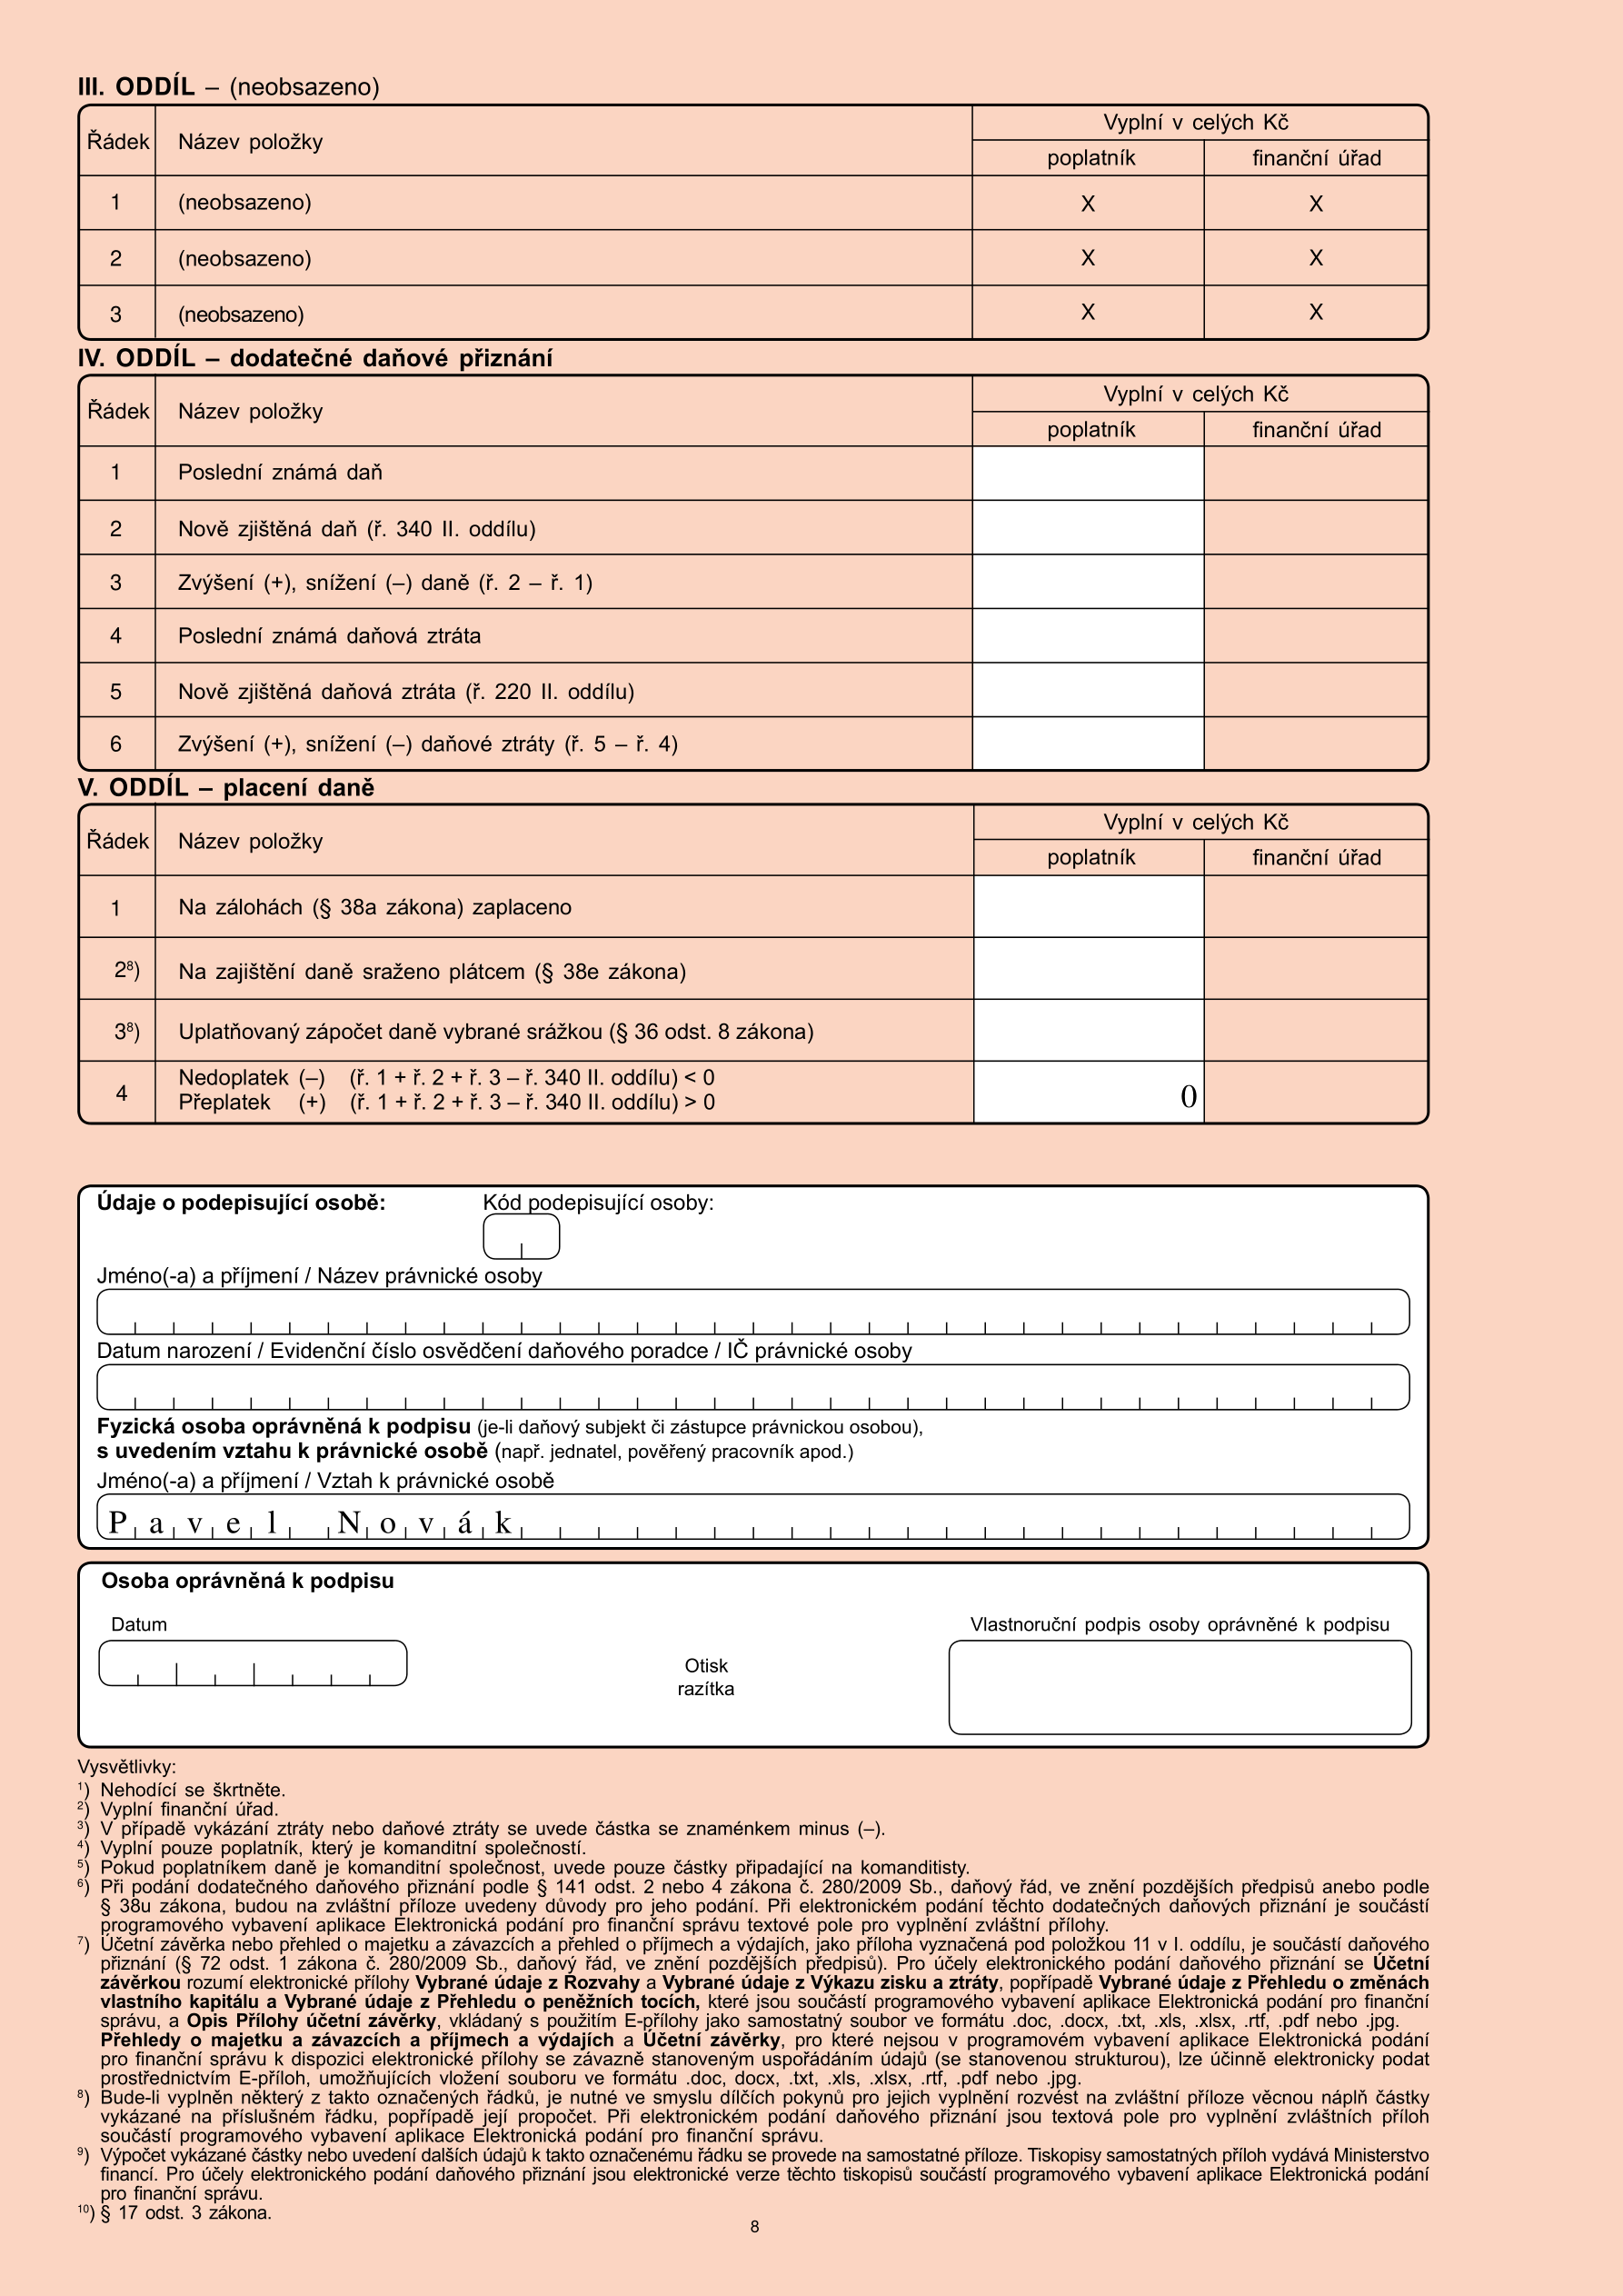 III. ODDÍL – (neobsazeno)
Řádek Název položky Vyplní v celých Kč
poplatník finanční úřad
1 (neobsazeno) X X
2 (neobsazeno) X X
3 (neobsazeno) X X
IV. ODDÍL – dodatečné daňové přiznání
Řádek Název položky Vyplní v celých Kč
poplatník finanční úřad
1 Poslední známá daň
2 Nově zjištěná daň (ř. 340 II. oddílu)
3 Zvýšení (+), snížení (–) daně (ř. 2 – ř. 1)
4 Poslední známá daňová ztráta
5 Nově zjištěná daňová ztráta (ř. 220 II. oddílu)
6 Zvýšení (+), snížení (–) daňové ztráty (ř. 5 – ř. 4)
V. ODDÍL – placení daně
Řádek Název položky Vyplní v celých Kč
poplatník finanční úřad
1 Na zálohách (§ 38a zákona) zaplaceno
2⁸) Na zajištění daně sraženo plátcem (§ 38e zákona)
3⁸) Uplatňovaný zápočet daně vybrané srážkou (§ 36 odst. 8 zákona)
4 Nedoplatek (–) (ř. 1 + ř. 2 + ř. 3 – ř. 340 II. oddílu) < 0
Přeplatek (+) (ř. 1 + ř. 2 + ř. 3 – ř. 340 II. oddílu) > 0 0
Údaje o podepisující osobě: Kód podepisující osoby:
Jméno(-a) a příjmení / Název právnické osoby
Datum narození / Evidenční číslo osvědčení daňového poradce / IČ právnické osoby
Fyzická osoba oprávněná k podpisu (je-li daňový subjekt či zástupce právnickou osobou),
s uvedením vztahu k právnické osobě (např. jednatel, pověřený pracovník apod.)
Jméno(-a) a příjmení / Vztah k právnické osobě
Pavel Novák
Osoba oprávněná k podpisu
Datum Vlastnoruční podpis osoby oprávněné k podpisu
Otisk
razítka
Vysvětlivky:
¹) Nehodící se škrtněte.
²) Vyplní finanční úřad.
³) V případě vykázání ztráty nebo daňové ztráty se uvede částka se znaménkem minus (–).
⁴) Vyplní pouze poplatník, který je komanditní společností.
⁵) Pokud poplatníkem daně je komanditní společnost, uvede pouze částky připadající na komanditisty.
⁶) Při podání dodatečného daňového přiznání podle § 141 odst. 2 nebo 4 zákona č. 280/2009 Sb., daňový řád, ve znění pozdějších předpisů anebo podle
§ 38u zákona, budou na zvláštní příloze uvedeny důvody pro jeho podání. Při elektronickém podání těchto dodatečných daňových přiznání je součástí
programového vybavení aplikace Elektronická podání pro finanční správu textové pole pro vyplnění zvláštní přílohy.
⁷) Účetní závěrka nebo přehled o majetku a závazcích a přehled o příjmech a výdajích, jako příloha vyznačená pod položkou 11 v I. oddílu, je součástí daňového
přiznání (§ 72 odst. 1 zákona č. 280/2009 Sb., daňový řád, ve znění pozdějších předpisů). Pro účely elektronického podání daňového přiznání se Účetní
závěrkou rozumí elektronické přílohy Vybrané údaje z Rozvahy a Vybrané údaje z Výkazu zisku a ztráty, popřípadě Vybrané údaje z Přehledu o změnách
vlastního kapitálu a Vybrané údaje z Přehledu o peněžních tocích, které jsou součástí programového vybavení aplikace Elektronická podání pro finanční
správu, a Opis Přílohy účetní závěrky, vkládaný s použitím E-přílohy jako samostatný soubor ve formátu .doc, .docx, .txt, .xls, .xlsx, .rtf, .pdf nebo .jpg.
Přehledy o majetku a závazcích a příjmech a výdajích a Účetní závěrky, pro které nejsou v programovém vybavení aplikace Elektronická podání
pro finanční správu k dispozici elektronické přílohy se závazně stanoveným uspořádáním údajů (se stanovenou strukturou), lze účinně elektronicky podat
prostřednictvím E-příloh, umožňujících vložení souboru ve formátu .doc, docx, .txt, .xls, .xlsx, .rtf, .pdf nebo .jpg.
⁸) Bude-li vyplněn některý z takto označených řádků, je nutné ve smyslu dílčích pokynů pro jejich vyplnění rozvést na zvláštní příloze věcnou náplň částky
vykázané na příslušném řádku, popřípadě její propočet. Při elektronickém podání daňového přiznání jsou textová pole pro vyplnění zvláštních příloh
součástí programového vybavení aplikace Elektronická podání pro finanční správu.
⁹) Výpočet vykázané částky nebo uvedení dalších údajů k takto označenému řádku se provede na samostatné příloze. Tiskopisy samostatných příloh vydává Ministerstvo
financí. Pro účely elektronického podání daňového přiznání jsou elektronické verze těchto tiskopisů součástí programového vybavení aplikace Elektronická podání
pro finanční správu.
¹⁰) § 17 odst. 3 zákona.
8